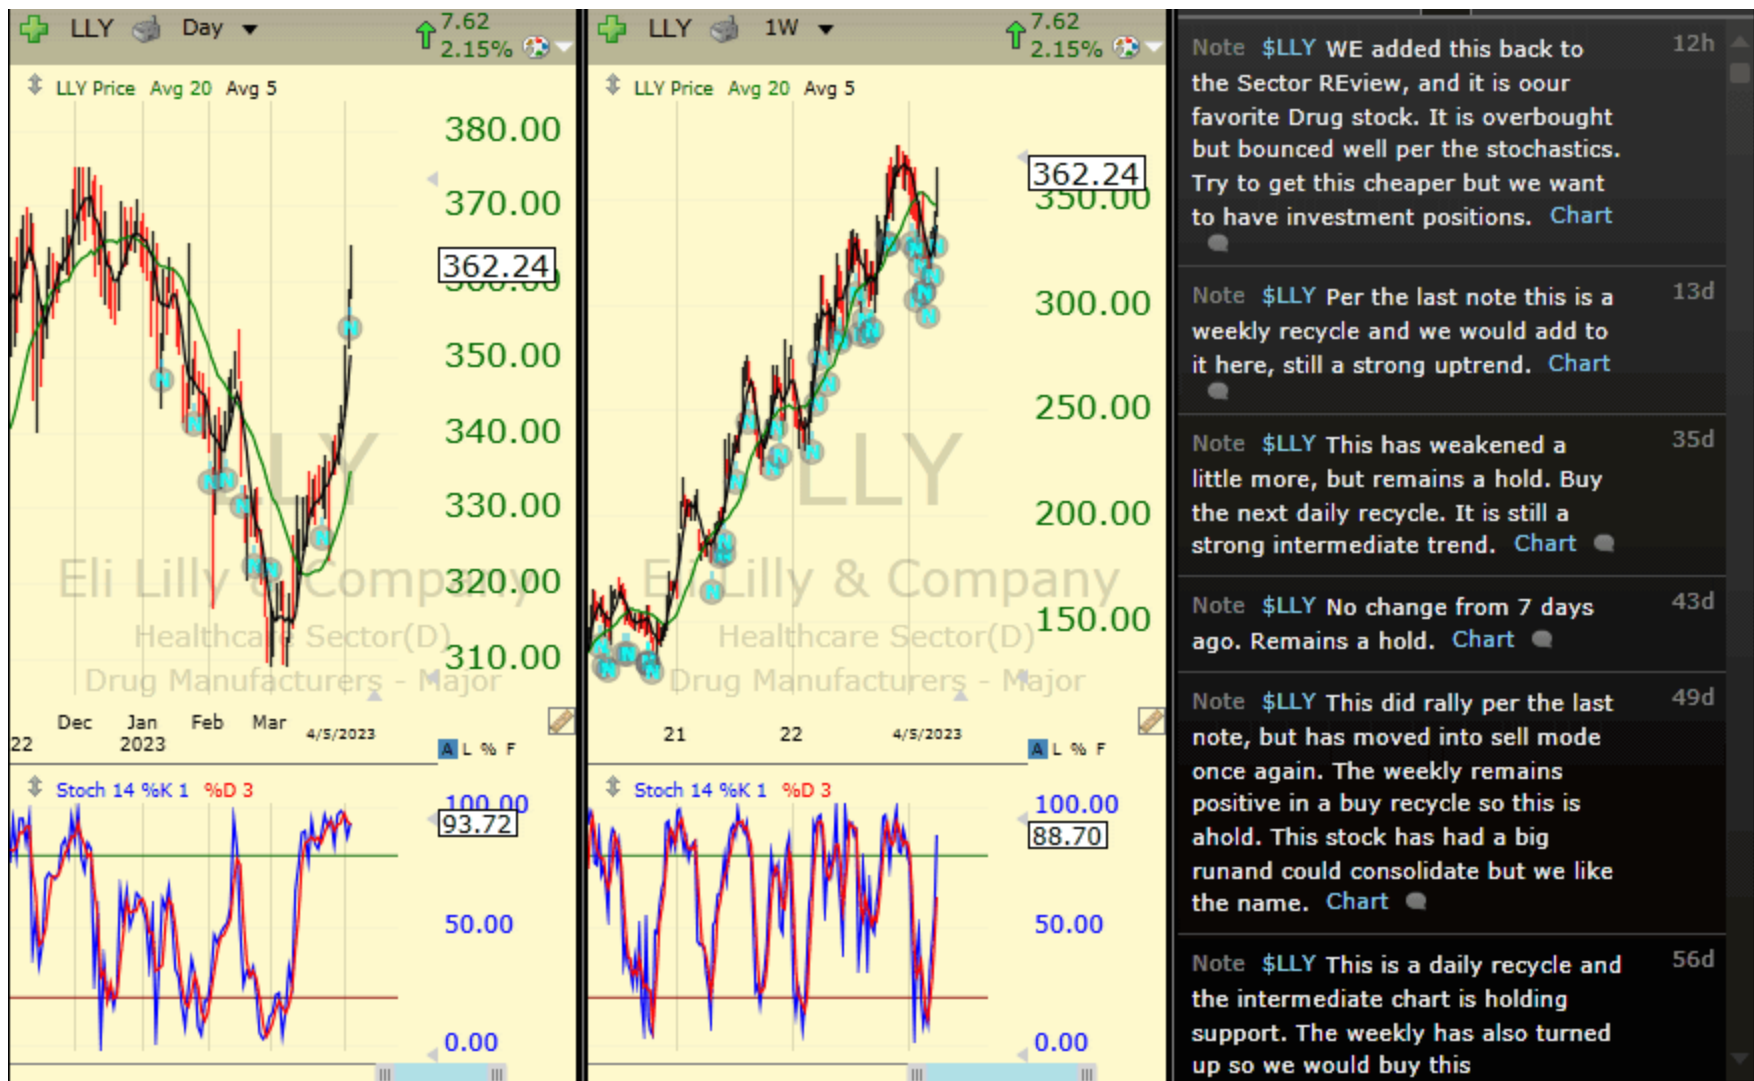 LLY Day 7.62
2.15%
LLY Price Avg 20 Avg 5
380.00
370.00
362.24
360.00
350.00
340.00
330.00
320.00
310.00
LLY
Eli Lilly & Company
Healthcare Sector(D)
Drug Manufacturers - Major
Dec Jan Feb Mar 4/5/2023
22 2023
A L % F
Stoch 14 %K 1 %D 3
100.00
93.72
50.00
0.00
LLY 1W 7.62
2.15%
LLY Price Avg 20 Avg 5
362.24
350.00
300.00
250.00
200.00
150.00
LLY
Eli Lilly & Company
Healthcare Sector(D)
Drug Manufacturers - Major
21 22 4/5/2023
A L % F
Stoch 14 %K 1 %D 3
100.00
88.70
50.00
0.00
Note $LLY WE added this back to 12h
the Sector REview, and it is oour
favorite Drug stock. It is overbought
but bounced well per the stochastics.
Try to get this cheaper but we want
to have investment positions. Chart
Note $LLY Per the last note this is a 13d
weekly recycle and we would add to
it here, still a strong uptrend. Chart
Note $LLY This has weakened a 35d
little more, but remains a hold. Buy
the next daily recycle. It is still a
strong intermediate trend. Chart
Note $LLY No change from 7 days 43d
ago. Remains a hold. Chart
Note $LLY This did rally per the last 49d
note, but has moved into sell mode
once again. The weekly remains
positive in a buy recycle so this is
ahold. This stock has had a big
runand could consolidate but we like
the name. Chart
Note $LLY This is a daily recycle and 56d
the intermediate chart is holding
support. The weekly has also turned
up so we would buy this